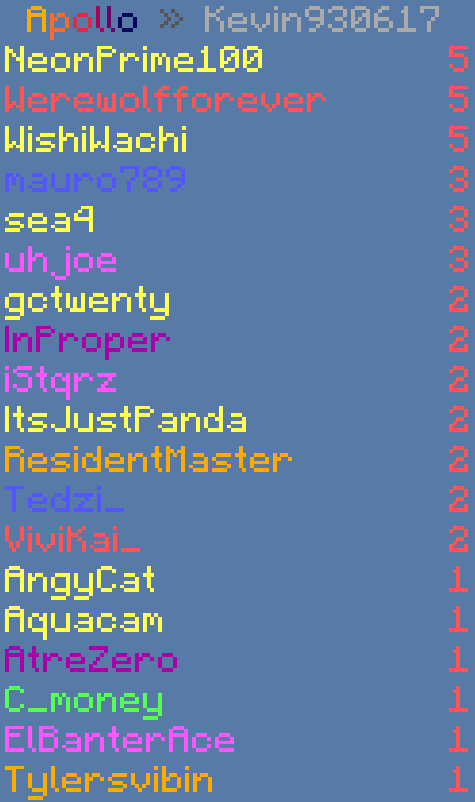 Apollo » Kevin930617
NeonPrime100 5
Werewolfforever 5
WishiWachi 5
mauro789 3
sea9 3
uhjoe 3
gctwenty 2
InProper 2
iStqrz 2
ItsJustPanda 2
ResidentMaster 2
Tedzi_ 2
ViviKai_ 2
AngyCat 1
Aquacam 1
AtreZero 1
C_money 1
ElBanterAce 1
Tylersvibin 1